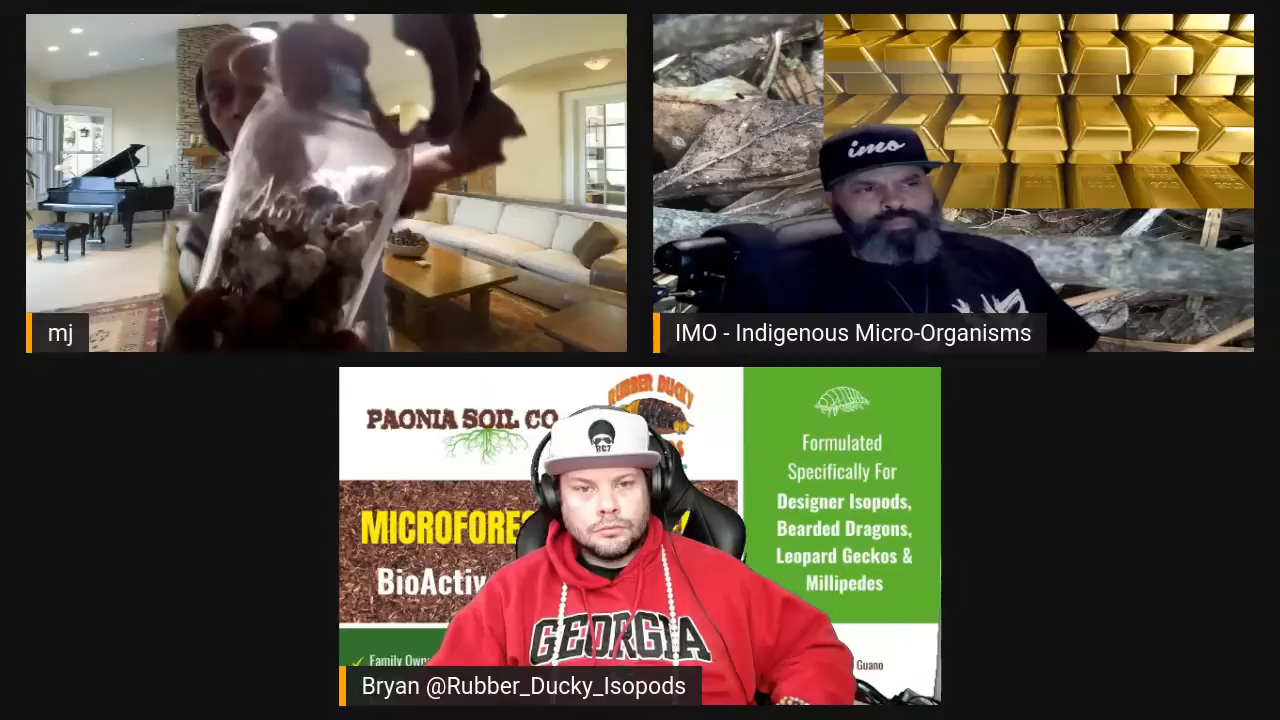 imo
mj
IMO - Indigenous Micro-Organisms
PAONIA SOIL CO
RUBBER DUCKY
MICROFORES
BioActiv
Formulated
Specifically For
Designer Isopods,
Bearded Dragons,
Leopard Geckos &
Millipedes
GEORGIA
Family Own
Guano
Bryan @Rubber_Ducky_Isopods